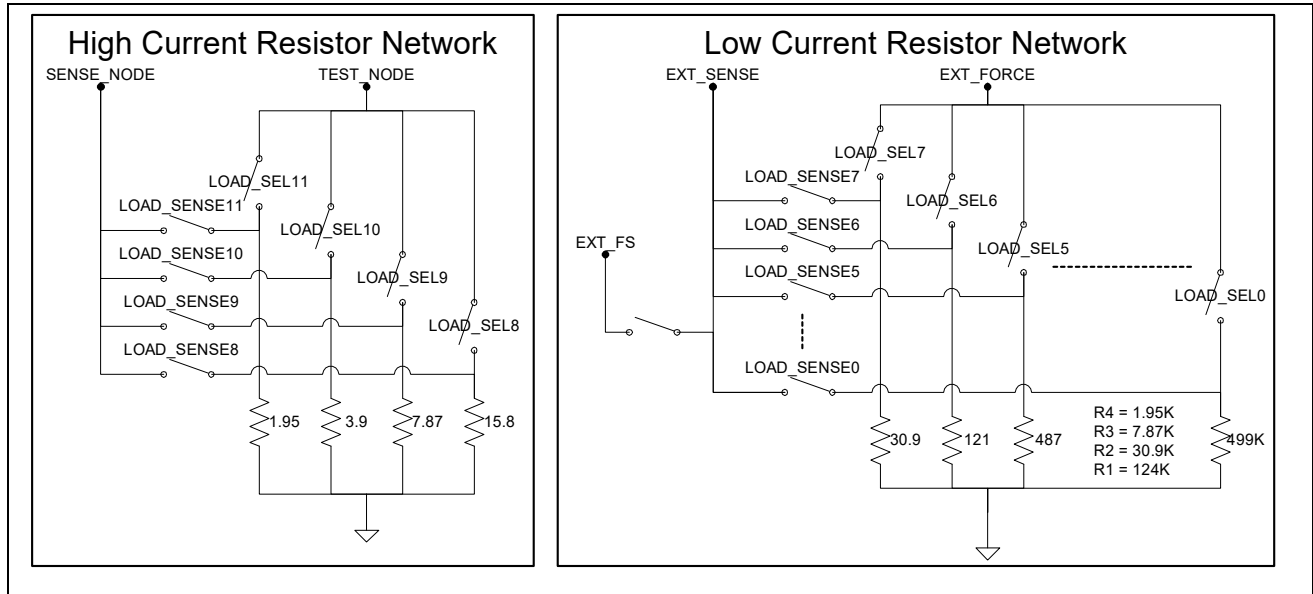 High Current Resistor Network
SENSE_NODE
TEST_NODE
LOAD_SEL11
LOAD_SENSE11
LOAD_SEL10
LOAD_SENSE10
LOAD_SEL9
LOAD_SENSE9
LOAD_SEL8
LOAD_SENSE8
1.95
3.9
7.87
15.8
Low Current Resistor Network
EXT_SENSE
EXT_FORCE
LOAD_SEL7
LOAD_SENSE7
LOAD_SEL6
LOAD_SENSE6
EXT_FS
LOAD_SEL5
LOAD_SENSE5
LOAD_SEL0
LOAD_SENSE0
30.9
121
487
R4 = 1.95K
R3 = 7.87K
R2 = 30.9K
R1 = 124K
499K